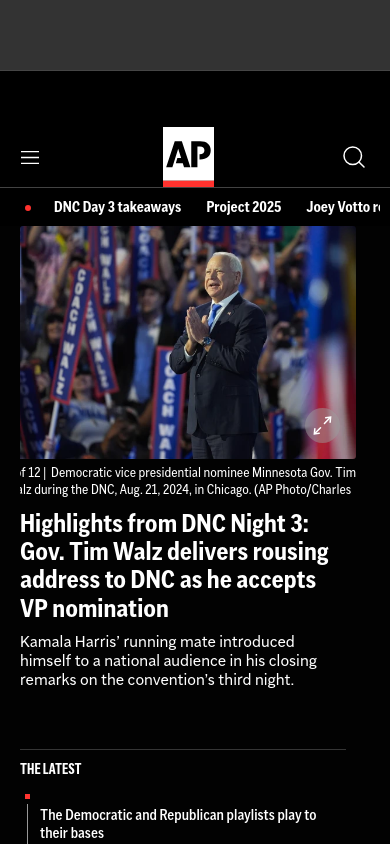 AP
DNC Day 3 takeaways Project 2025 Joey Votto
COACH WALZ
COACH WALZ
COACH WALZ
of 12 | Democratic vice presidential nominee Minnesota Gov. Tim
alz during the DNC, Aug. 21, 2024, in Chicago. (AP Photo/Charles
Highlights from DNC Night 3:
Gov. Tim Walz delivers rousing
address to DNC as he accepts
VP nomination
Kamala Harris’ running mate introduced
himself to a national audience in his closing
remarks on the convention’s third night.
THE LATEST
The Democratic and Republican playlists play to
their bases